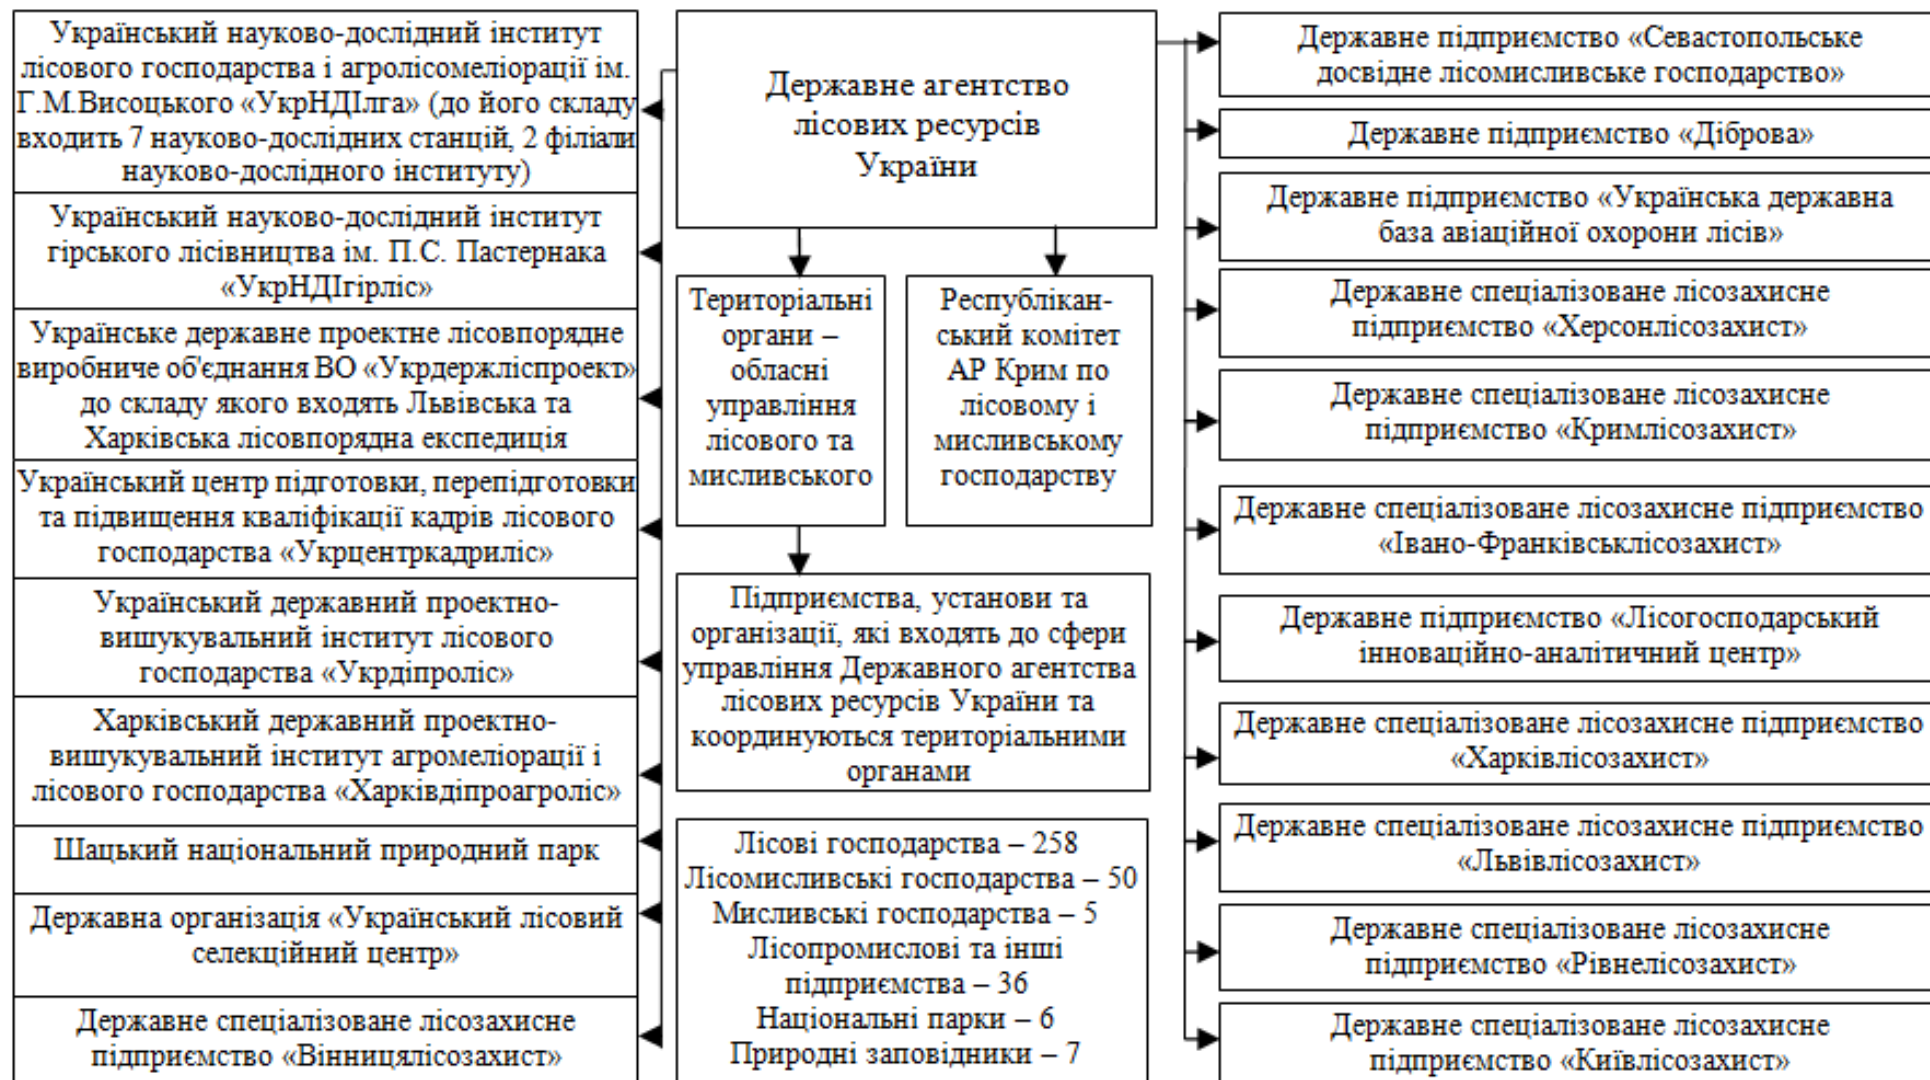 Український науково-дослідний інститут
лісового господарства і агролісомеліорації ім.
Г.М.Висоцького «УкрНДІлга» (до його складу
входить 7 науково-дослідних станцій, 2 філіали
науково-дослідного інституту)
Український науково-дослідний інститут
гірського лісівництва ім. П.С. Пастернака
«УкрНДІгірліс»
Українське державне проектне лісовпорядне
виробниче об'єднання ВО «Укрдержліспроект»
до складу якого входять Львівська та
Харківська лісовпорядна експедиція
Український центр підготовки, перепідготовки
та підвищення кваліфікації кадрів лісового
господарства «Укрцентркадриліс»
Український державний проектно-
вишукувальний інститут лісового
господарства «Укрдіпроліс»
Харківський державний проектно-
вишукувальний інститут агромеліорації і
лісового господарства «Харківдіпроагроліс»
Шацький національний природний парк
Державна організація «Український лісовий
селекційний центр»
Державне спеціалізоване лісозахисне
підприємство «Вінницялісозахист»
Державне агентство
лісових ресурсів
України
Територіальні
органи –
обласні
управління
лісового та
мисливського
Республікан-
ський комітет
АР Крим по
лісовому і
мисливському
господарству
Підприємства, установи та
організації, які входять до сфери
управління Державного агентства
лісових ресурсів України та
координуються територіальними
органами
Лісові господарства – 258
Лісомисливські господарства – 50
Мисливські господарства – 5
Лісопромислові та інші
підприємства – 36
Національні парки – 6
Природні заповідники – 7
Державне підприємство «Севастопольське
досвідне лісомисливське господарство»
Державне підприємство «Діброва»
Державне підприємство «Українська державна
база авіаційної охорони лісів»
Державне спеціалізоване лісозахисне
підприємство «Херсонлісозахист»
Державне спеціалізоване лісозахисне
підприємство «Кримлісозахист»
Державне спеціалізоване лісозахисне підприємство
«Івано-Франківськлісозахист»
Державне підприємство «Лісогосподарський
інноваційно-аналітичний центр»
Державне спеціалізоване лісозахисне підприємство
«Харківлісозахист»
Державне спеціалізоване лісозахисне підприємство
«Львівлісозахист»
Державне спеціалізоване лісозахисне
підприємство «Рівнелісозахист»
Державне спеціалізоване лісозахисне
підприємство «Київлісозахист»